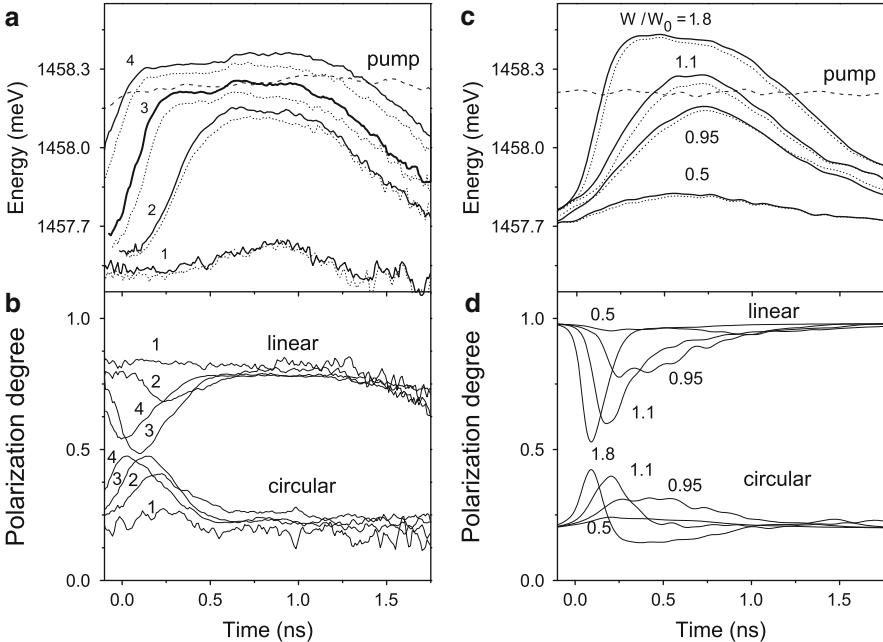 a
4
pump
3
2
1
Energy (meV)
1458.3
1458.0
1457.7
c
W/W0 = 1.8
1.1
pump
0.95
0.5
Energy (meV)
1458.3
1458.0
1457.7
b
1
linear
2
4
3
4
3 2
1
circular
Polarization degree
1.0
0.5
0.0
0.0 0.5 1.0 1.5
Time (ns)
d
0.5
linear
0.95
1.1
1.8
1.1
0.95
circular
0.5
Polarization degree
1.0
0.5
0.0
0.0 0.5 1.0 1.5
Time (ns)